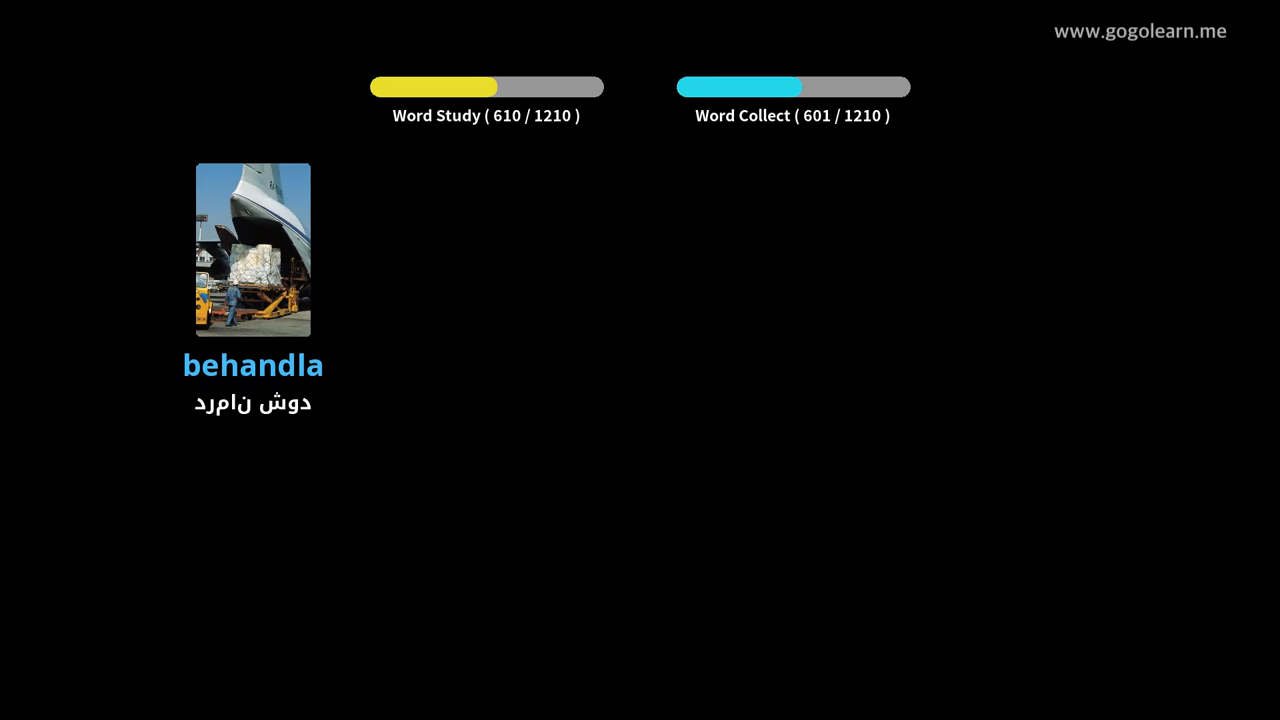 www.gogolearn.me
Word Study ( 610 / 1210 )
Word Collect ( 601 / 1210 )
behandla
دوش نامرد